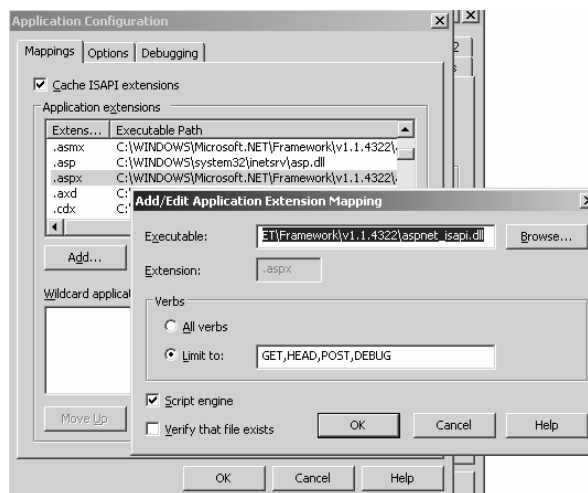 Application Configuration
2
Mappings Options Debugging
s
Cache ISAPI extensions
Application extensions
Extens... Executable Path
.asmx C:\WINDOWS\Microsoft.NET\Framework\v1.1.4322\
.asp C:\WINDOWS\system32\inetsrv\asp.dll
.aspx C:\WINDOWS\Microsoft.NET\Framework\v1.1.4322\
.axd C:\
.cdx C:\
Add/Edit Application Extension Mapping
Executable: ET\Framework\v1.1.4322\aspnet_isapi.dll Browse...
Add...
Extension: .aspx
Wildcard applicat
Verbs
All verbs
Limit to: GET,HEAD,POST,DEBUG
Script engine
Move Up
Verify that file exists
OK Cancel Help
OK Cancel Help